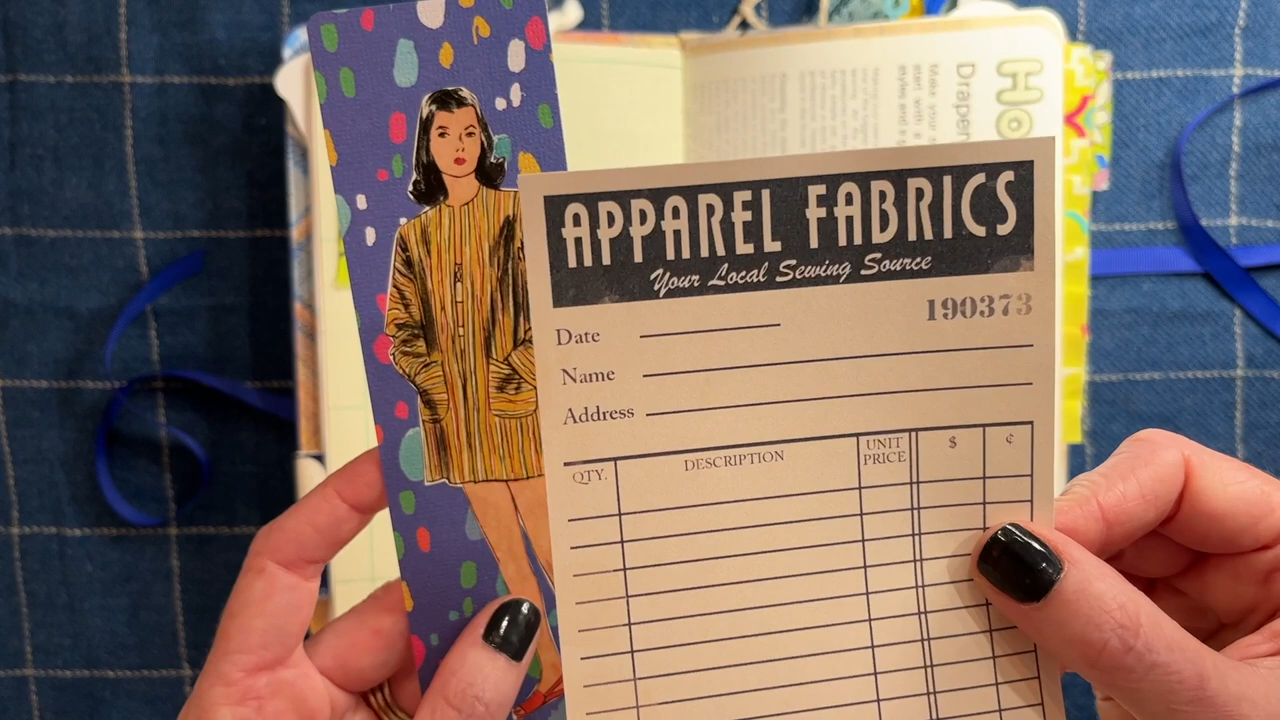 APPAREL FABRICS
Your Local Sewing Source
190373
Date
Name
Address
QTY.
DESCRIPTION
UNIT
PRICE
$
¢
Ho
Draper
Make your
start with
styles and